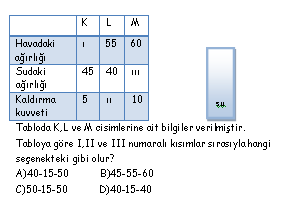 K L M
Havadaki ağırlığı ı 55 60
Sudaki ağırlığı 45 40 ııı
Kaldırma kuvveti 5 ıı 10
su
Tabloda K,L ve M cisimlerine ait bilgiler verilmiştir.
Tabloya göre I,II ve III numaralı kısımlar sırasıyla hangi
seçenekteki gibi olur?
A)40-15-50 B)45-55-60
C)50-15-50 D)40-15-40